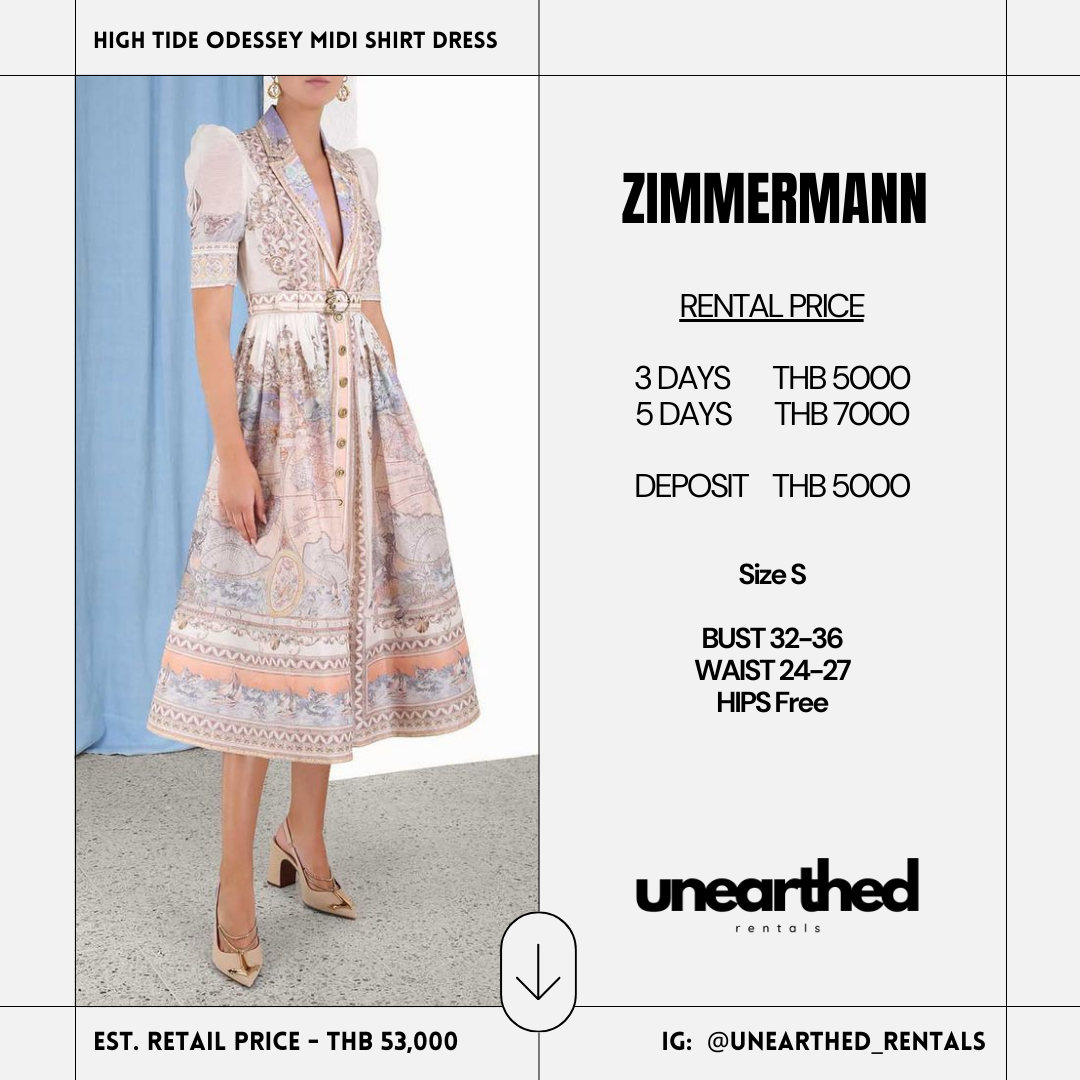 HIGH TIDE ODESSEY MIDI SHIRT DRESS
ZIMMERMANN
RENTAL PRICE
3 DAYS THB 5000
5 DAYS THB 7000
DEPOSIT THB 5000
Size S
BUST 32-36
WAIST 24-27
HIPS Free
unearthed
rentals
EST. RETAIL PRICE - THB 53,000
IG: @UNEARTHED_RENTALS